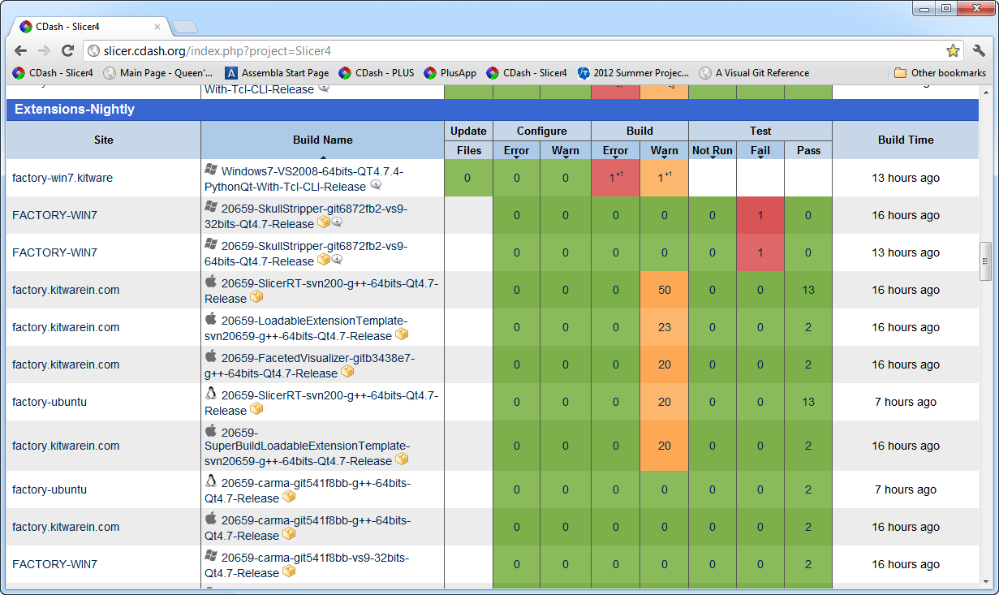 CDash - Slicer4
slicer.cdash.org/index.php?project=Slicer4
CDash - Slicer4 Main Page - Queen'... Assembla Start Page CDash - PLUS PlusApp CDash - Slicer4 2012 Summer Projec... A Visual Git Reference Other bookmarks
With-Tcl-CLI-Release
Extensions-Nightly
Site Build Name Update Configure Build Test Build Time
Files Error Warn Error Warn Not Run Fail Pass
factory-win7.kitware Windows7-VS2008-64bits-QT4.7.4- 0 0 0 1 +1 1 +1 13 hours ago
PythonQt-With-Tcl-CLI-Release
FACTORY-WIN7 20659-SkullStripper-git6872fb2-vs9- 0 0 0 0 0 1 0 16 hours ago
32bits-Qt4.7-Release
FACTORY-WIN7 20659-SkullStripper-git6872fb2-vs9- 0 0 0 0 0 1 0 13 hours ago
64bits-Qt4.7-Release
factory.kitwarein.com 20659-SlicerRT-svn200-g++-64bits-Qt4.7- 0 0 0 50 0 0 13 16 hours ago
Release
factory.kitwarein.com 20659-LoadableExtensionTemplate- 0 0 0 23 0 0 2 16 hours ago
svn20659-g++-64bits-Qt4.7-Release
factory.kitwarein.com 20659-FacetedVisualizer-gitb3438e7- 0 0 0 20 0 0 2 16 hours ago
g++-64bits-Qt4.7-Release
factory-ubuntu 20659-SlicerRT-svn200-g++-64bits-Qt4.7- 0 0 0 20 0 0 13 7 hours ago
Release
factory.kitwarein.com 20659- 0 0 0 20 0 0 2 16 hours ago
SuperBuildLoadableExtensionTemplate-
svn20659-g++-64bits-Qt4.7-Release
factory-ubuntu 20659-carma-git541f8bb-g++-64bits- 0 0 0 0 0 0 2 7 hours ago
Qt4.7-Release
factory.kitwarein.com 20659-carma-git541f8bb-g++-64bits- 0 0 0 0 0 0 2 16 hours ago
Qt4.7-Release
FACTORY-WIN7 20659-carma-git541f8bb-vs9-32bits- 0 0 0 0 0 0 2 16 hours ago
Qt4.7-Release